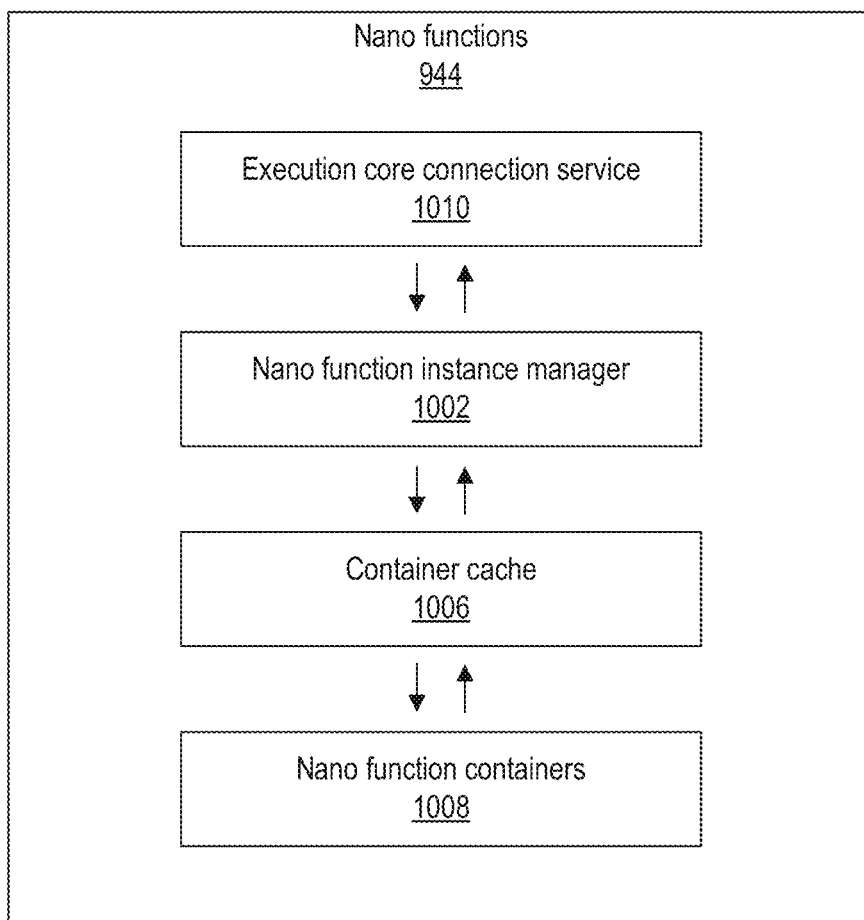 Nano functions
944
Execution core connection service
1010
Nano function instance manager
1002
Container cache
1006
Nano function containers
1008